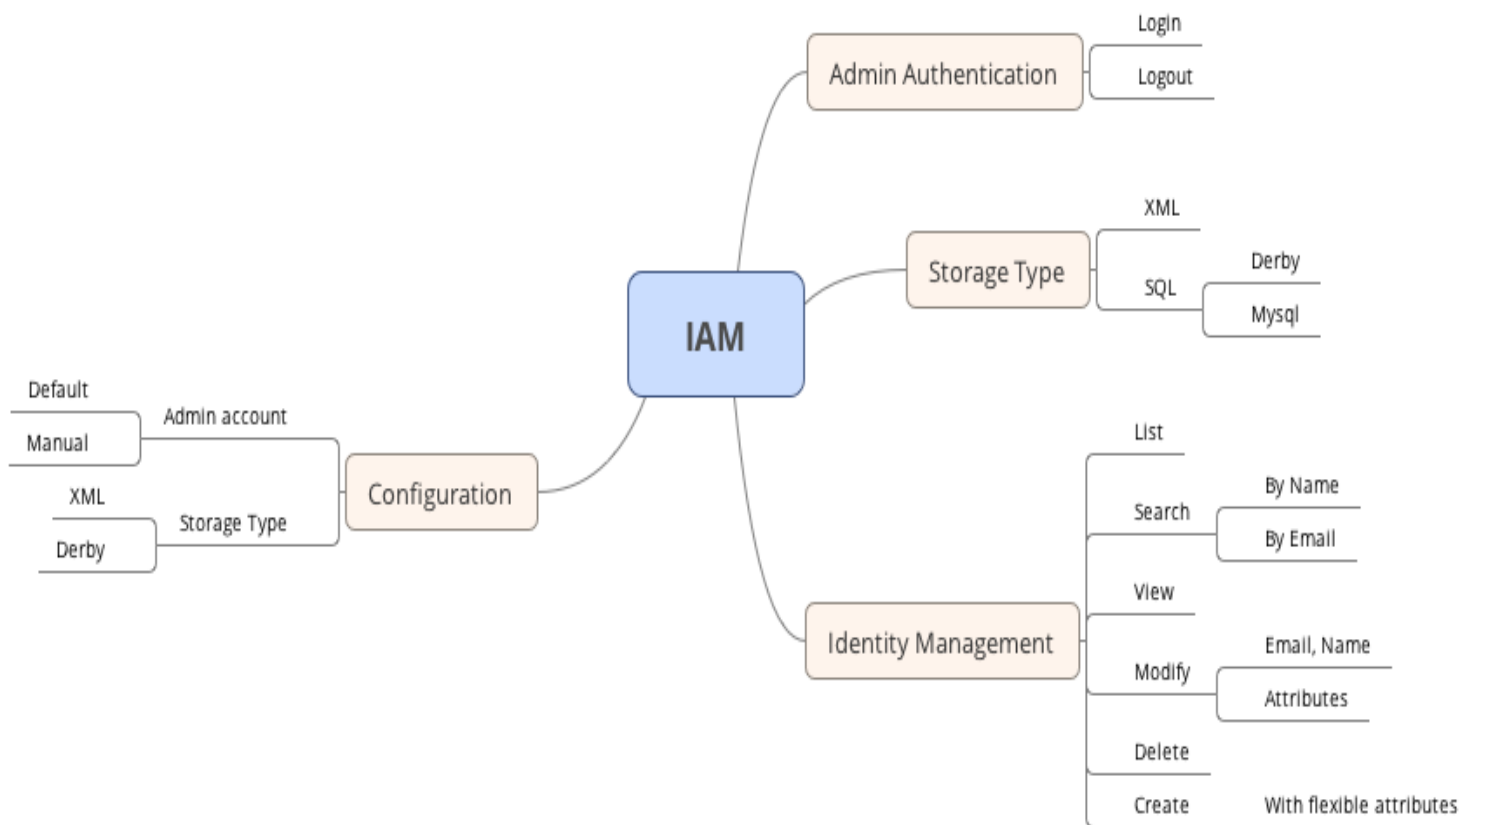 Login
Admin Authentication
Logout
XML
Storage Type
Derby
SQL
Mysql
IAM
Default
Admin account
Manual
XML
Storage Type
Derby
Configuration
List
By Name
Search
By Email
View
Identity Management
Email, Name
Modify
Attributes
Delete
Create
With flexible attributes